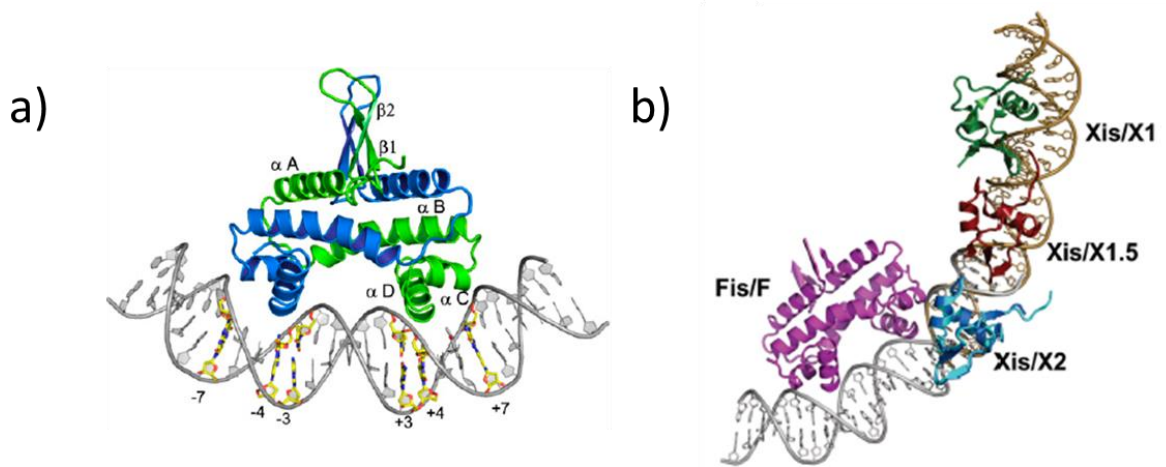 a)
β2
β1
α A
α B
α D
α C
-7
-4
-3
+3
+4
+7
b)
Xis/X1
Xis/X1.5
Fis/F
Xis/X2